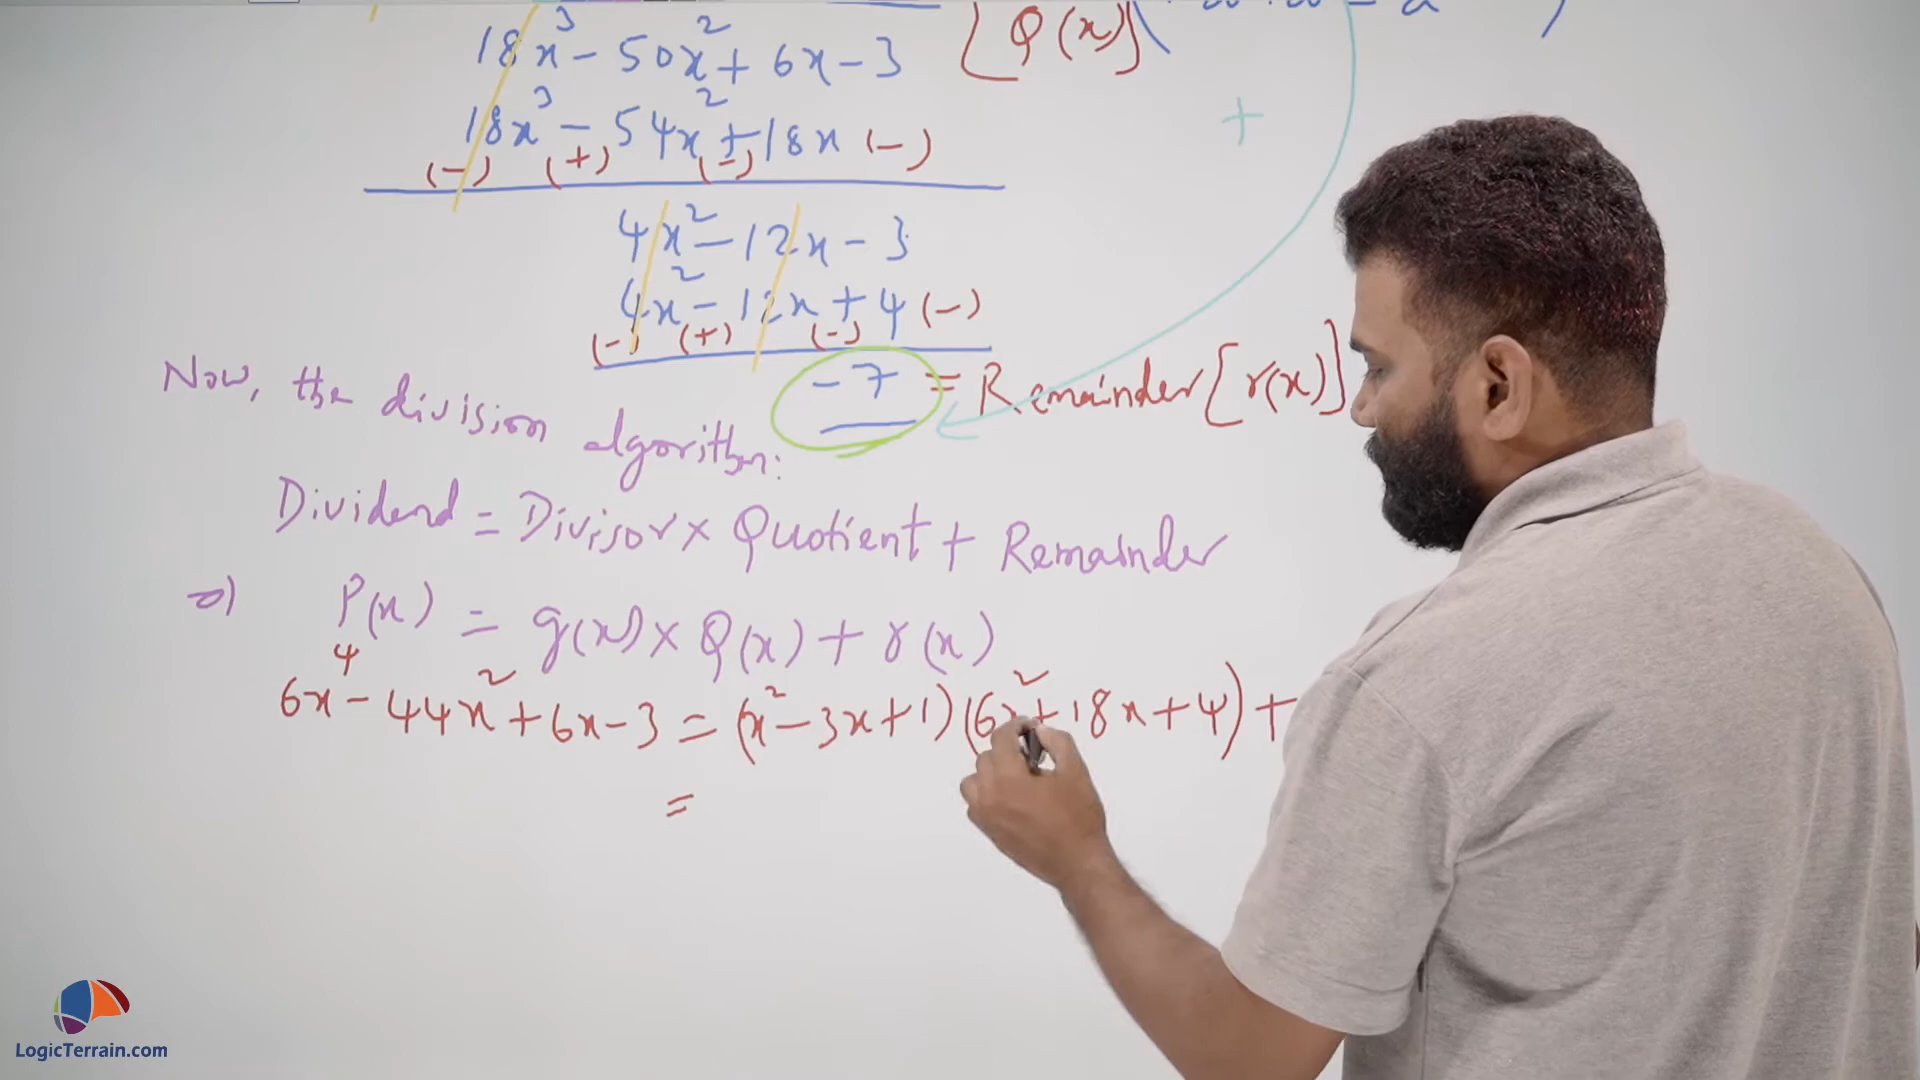 18x³ - 50x² + 6x - 3 [Q(x)]
18x³ - 54x² + 18x (-)
(-) (+) (-)
4x² - 12x - 3
4x² - 12x + 4 (-)
(-) (+) (-)
-7 = Remainder [r(x)]
Now, the division algorithm:
Dividend = Divisor × Quotient + Remainder
⇒) P(x) = g(x) × Q(x) + r(x)
6x⁴ - 44x² + 6x - 3 = (x² - 3x + 1)(6x² + 18x + 4) +
=
+
LogicTerrain.com